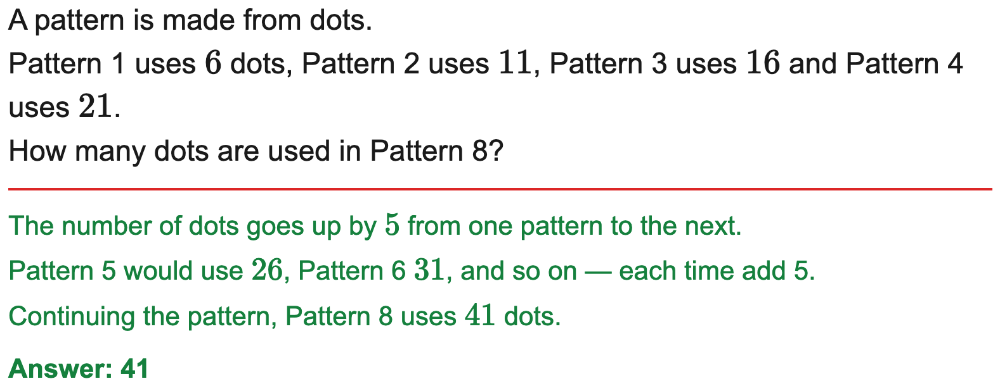 A pattern is made from dots.
Pattern 1 uses 6 dots, Pattern 2 uses 11, Pattern 3 uses 16 and Pattern 4
uses 21.
How many dots are used in Pattern 8?
The number of dots goes up by 5 from one pattern to the next.
Pattern 5 would use 26, Pattern 6 31, and so on — each time add 5.
Continuing the pattern, Pattern 8 uses 41 dots.
Answer: 41